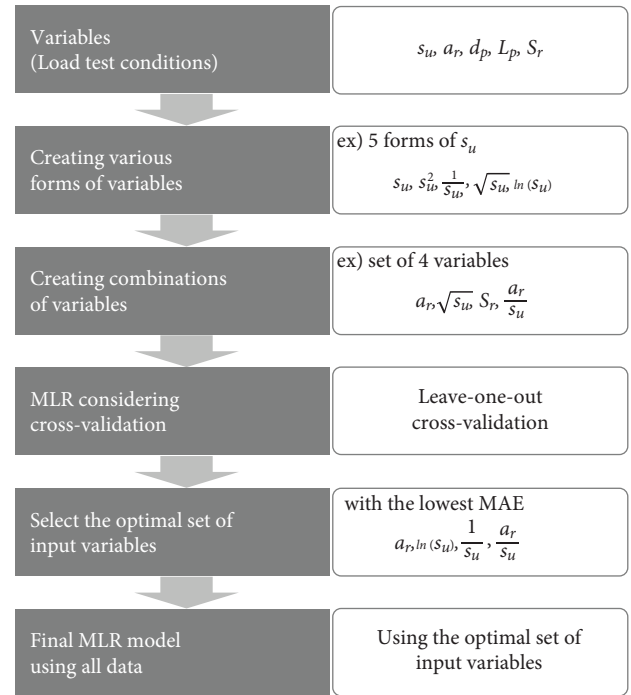 Variables
(Load test conditions)
s_u, a_r, d_p, L_p, S_r
Creating various
forms of variables
ex) 5 forms of s_u
s_u, s_u^2, 1/s_u, √s_u, ln (s_u)
Creating combinations
of variables
ex) set of 4 variables
a_r, √s_u, S_r, a_r/s_u
MLR considering
cross-validation
Leave-one-out
cross-validation
Select the optimal set of
input variables
with the lowest MAE
a_r, ln (s_u), 1/s_u, a_r/s_u
Final MLR model
using all data
Using the optimal set of
input variables